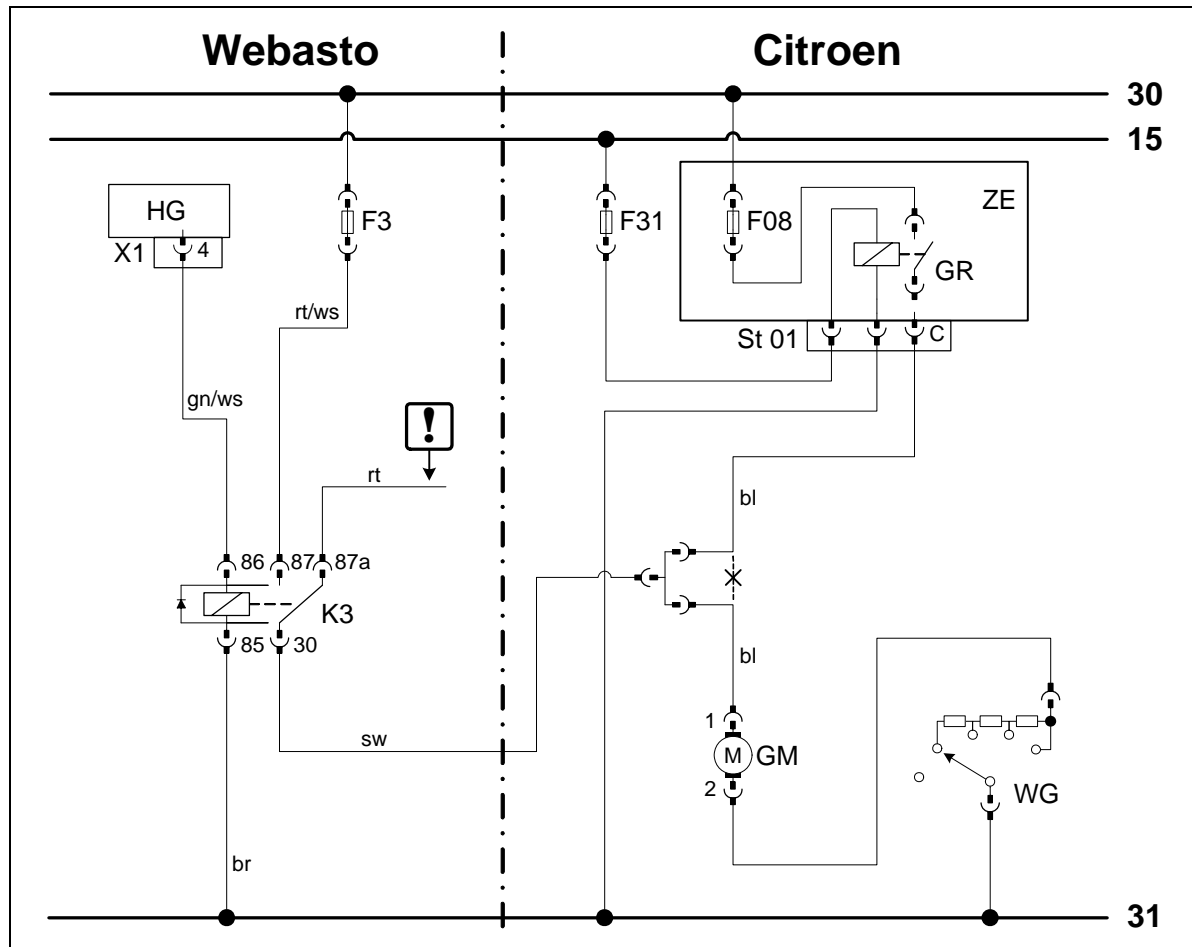 Webasto Citroen
30
15
HG
F3
F31
F08
ZE
X1 4
GR
rt/ws
St 01 C
gn/ws
!
rt
bl
86 87 87a
K3
85 30
bl
sw
1
M GM
2
WG
br
31